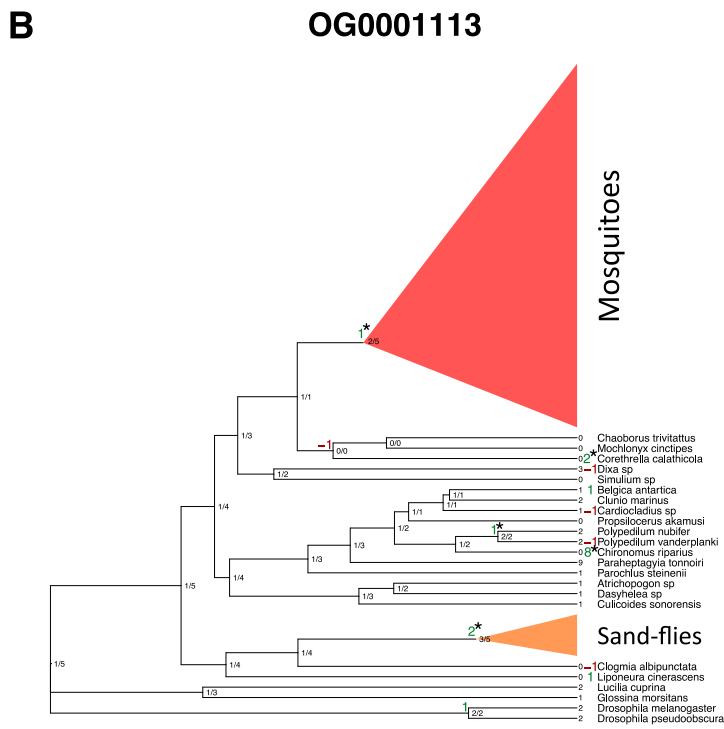 B
OG0001113
Mosquitoes
1*
2/5
1/1
0/0
0 Chaoborus trivitattus
0 Mochlonyx cinctipes
−1
0/0
0 2* Corethrella calathicola
1/3
1/2
3 −1 Dixa sp
0 Simulium sp
1/1
1 1 Belgica antartica
2 Clunio marinus
1/1
1/1
1 −1 Cardiocladius sp
0 Propsilocerus akamusi
1/2
1*
2/2
2 Polypedilum nubifer
2 −1 Polypedilum vanderplanki
1/2
0 8* Chironomus riparius
1/3
9 Paraheptagyia tonnoiri
1/3
1 Parochlus steinenii
1/4
1/4
1/2
1 Atrichopogon sp
1 Dasyhelea sp
1/3
1 Culicoides sonorensis
1/5
2*
3/5
Sand-flies
1/4
0 −1 Clogmia albipunctata
1/4
0 1 Liponeura cinerascens
1/5
2 Lucilia cuprina
1/3
1 Glossina morsitans
1
2/2
2 Drosophila melanogaster
2 Drosophila pseudoobscura